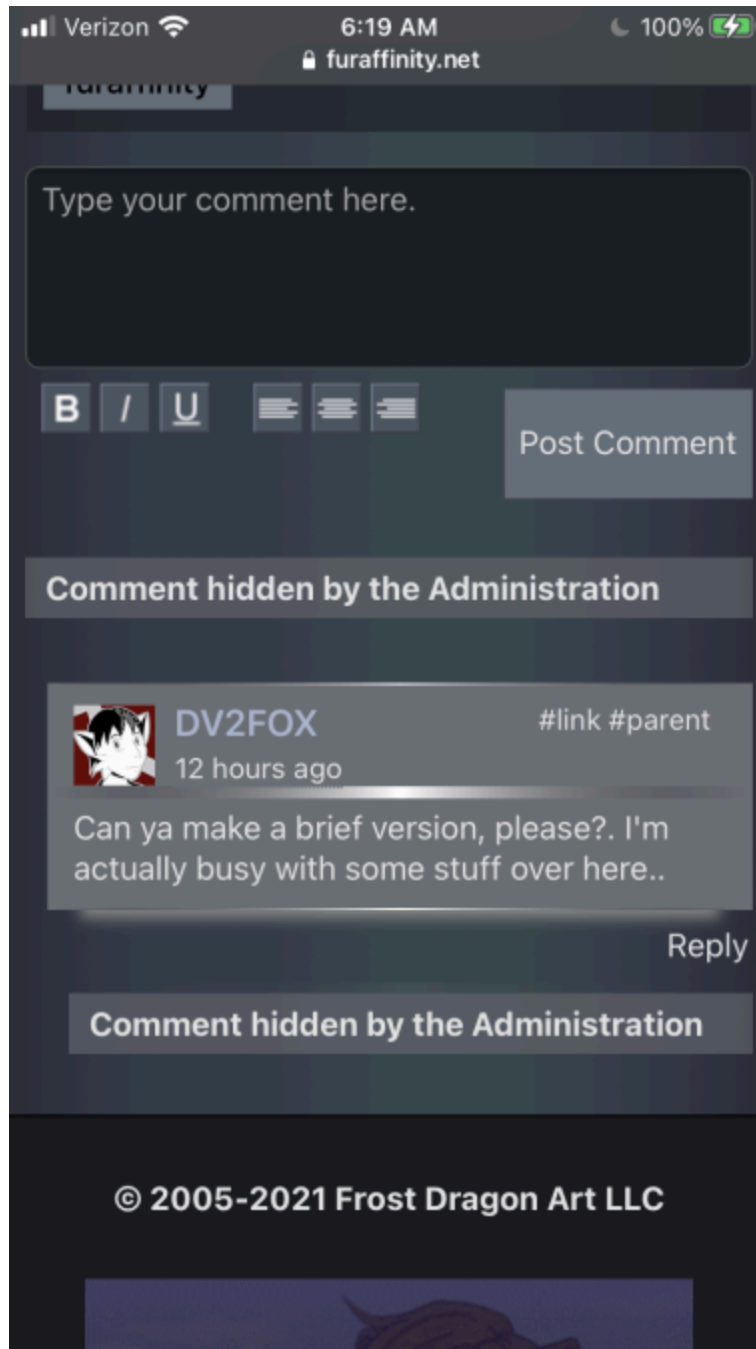 Verizon 6:19 AM 100%
furaffinity.net
furaffinity
Type your comment here.
B I U
Post Comment
Comment hidden by the Administration
DV2FOX #link #parent
12 hours ago
Can ya make a brief version, please?. I'm
actually busy with some stuff over here..
Reply
Comment hidden by the Administration
© 2005-2021 Frost Dragon Art LLC